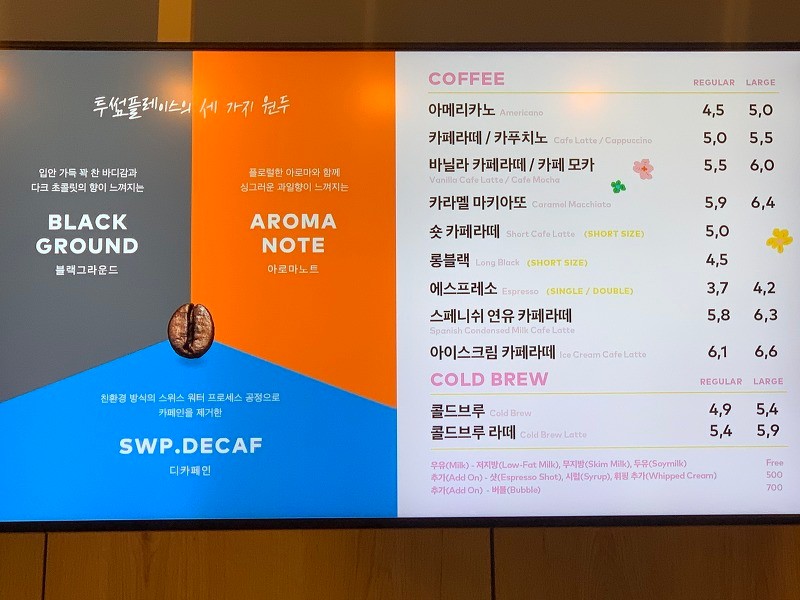 투썸플레이스의 세 가지 원두
입안 가득 꽉 찬 바디감과
다크 초콜릿의 향이 느껴지는
BLACK
GROUND
블랙그라운드
플로럴한 아로마와 함께
싱그러운 과일향이 느껴지는
AROMA
NOTE
아로마노트
친환경 방식의 스위스 워터 프로세스 공정으로
카페인을 제거한
SWP.DECAF
디카페인
COFFEE REGULAR LARGE
아메리카노 Americano 4,5 5,0
카페라떼 / 카푸치노 Cafe Latte / Cappuccino 5,0 5,5
바닐라 카페라떼 / 카페 모카 5,5 6,0
Vanilla Cafe Latte / Cafe Mocha
카라멜 마키아또 Caramel Macchiato 5,9 6,4
숏 카페라떼 Short Cafe Latte (SHORT SIZE) 5,0
롱블랙 Long Black (SHORT SIZE) 4,5
에스프레소 Espresso (SINGLE / DOUBLE) 3,7 4,2
스페니쉬 연유 카페라떼 5,8 6,3
Spanish Condensed Milk Cafe Latte
아이스크림 카페라떼 Ice Cream Cafe Latte 6,1 6,6
COLD BREW REGULAR LARGE
콜드브루 Cold Brew 4,9 5,4
콜드브루 라떼 Cold Brew Latte 5,4 5,9
우유(Milk) - 저지방(Low-Fat Milk), 무지방(Skim Milk), 두유(Soymilk) Free
추가(Add On) - 샷(Espresso Shot), 시럽(Syrup), 휘핑 추가(Whipped Cream) 500
추가(Add On) - 버블(Bubble) 700